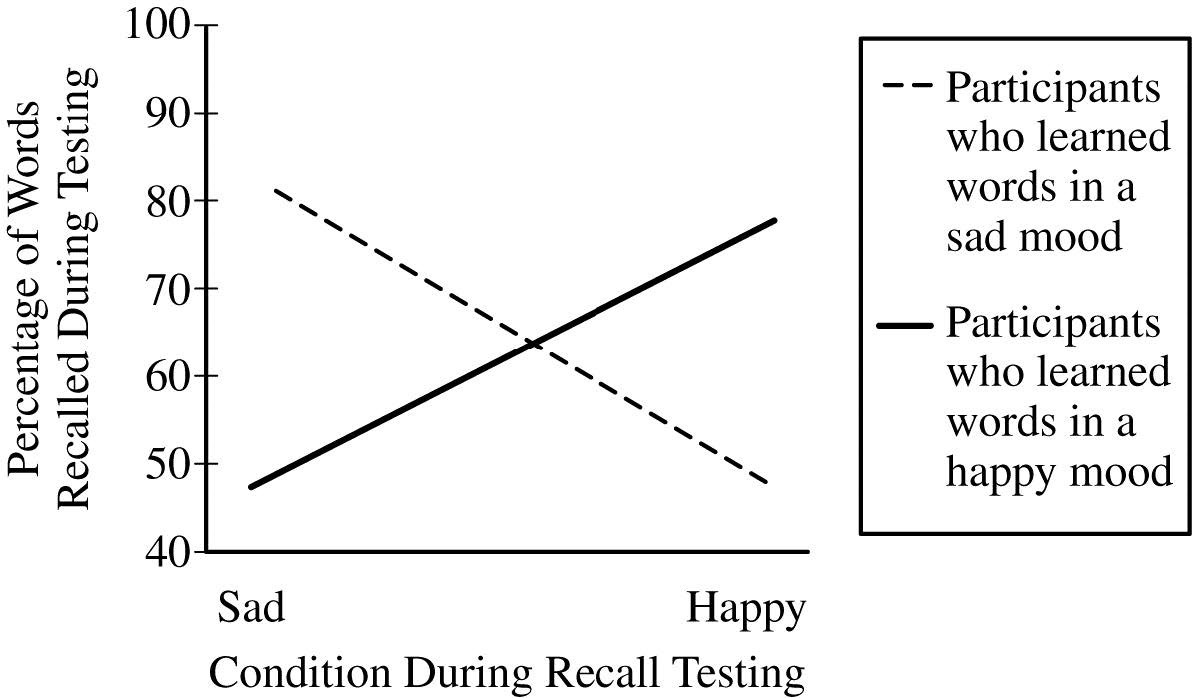 Percentage of Words
Recalled During Testing
100
90
80
70
60
50
40
Sad
Happy
Condition During Recall Testing
Participants
who learned
words in a
sad mood
Participants
who learned
words in a
happy mood